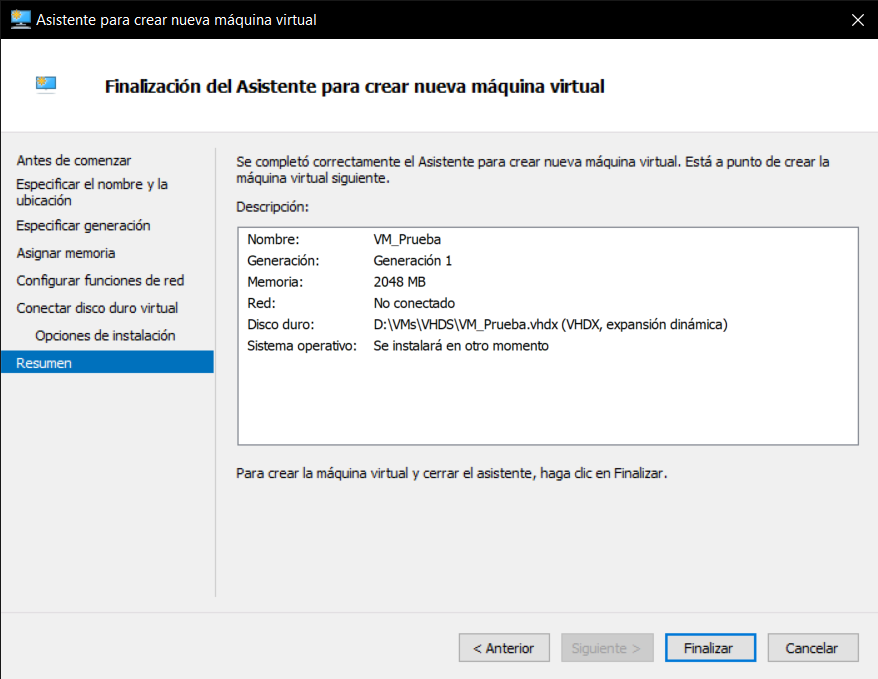 Asistente para crear nueva máquina virtual
Finalización del Asistente para crear nueva máquina virtual
Antes de comenzar
Especificar el nombre y la
ubicación
Especificar generación
Asignar memoria
Configurar funciones de red
Conectar disco duro virtual
Opciones de instalación
Resumen
Se completó correctamente el Asistente para crear nueva máquina virtual. Está a punto de crear la
máquina virtual siguiente.
Descripción:
Nombre: VM_Prueba
Generación: Generación 1
Memoria: 2048 MB
Red: No conectado
Disco duro: D:\VMs\VHDS\VM_Prueba.vhdx (VHDX, expansión dinámica)
Sistema operativo: Se instalará en otro momento
Para crear la máquina virtual y cerrar el asistente, haga clic en Finalizar.
< Anterior
Siguiente >
Finalizar
Cancelar